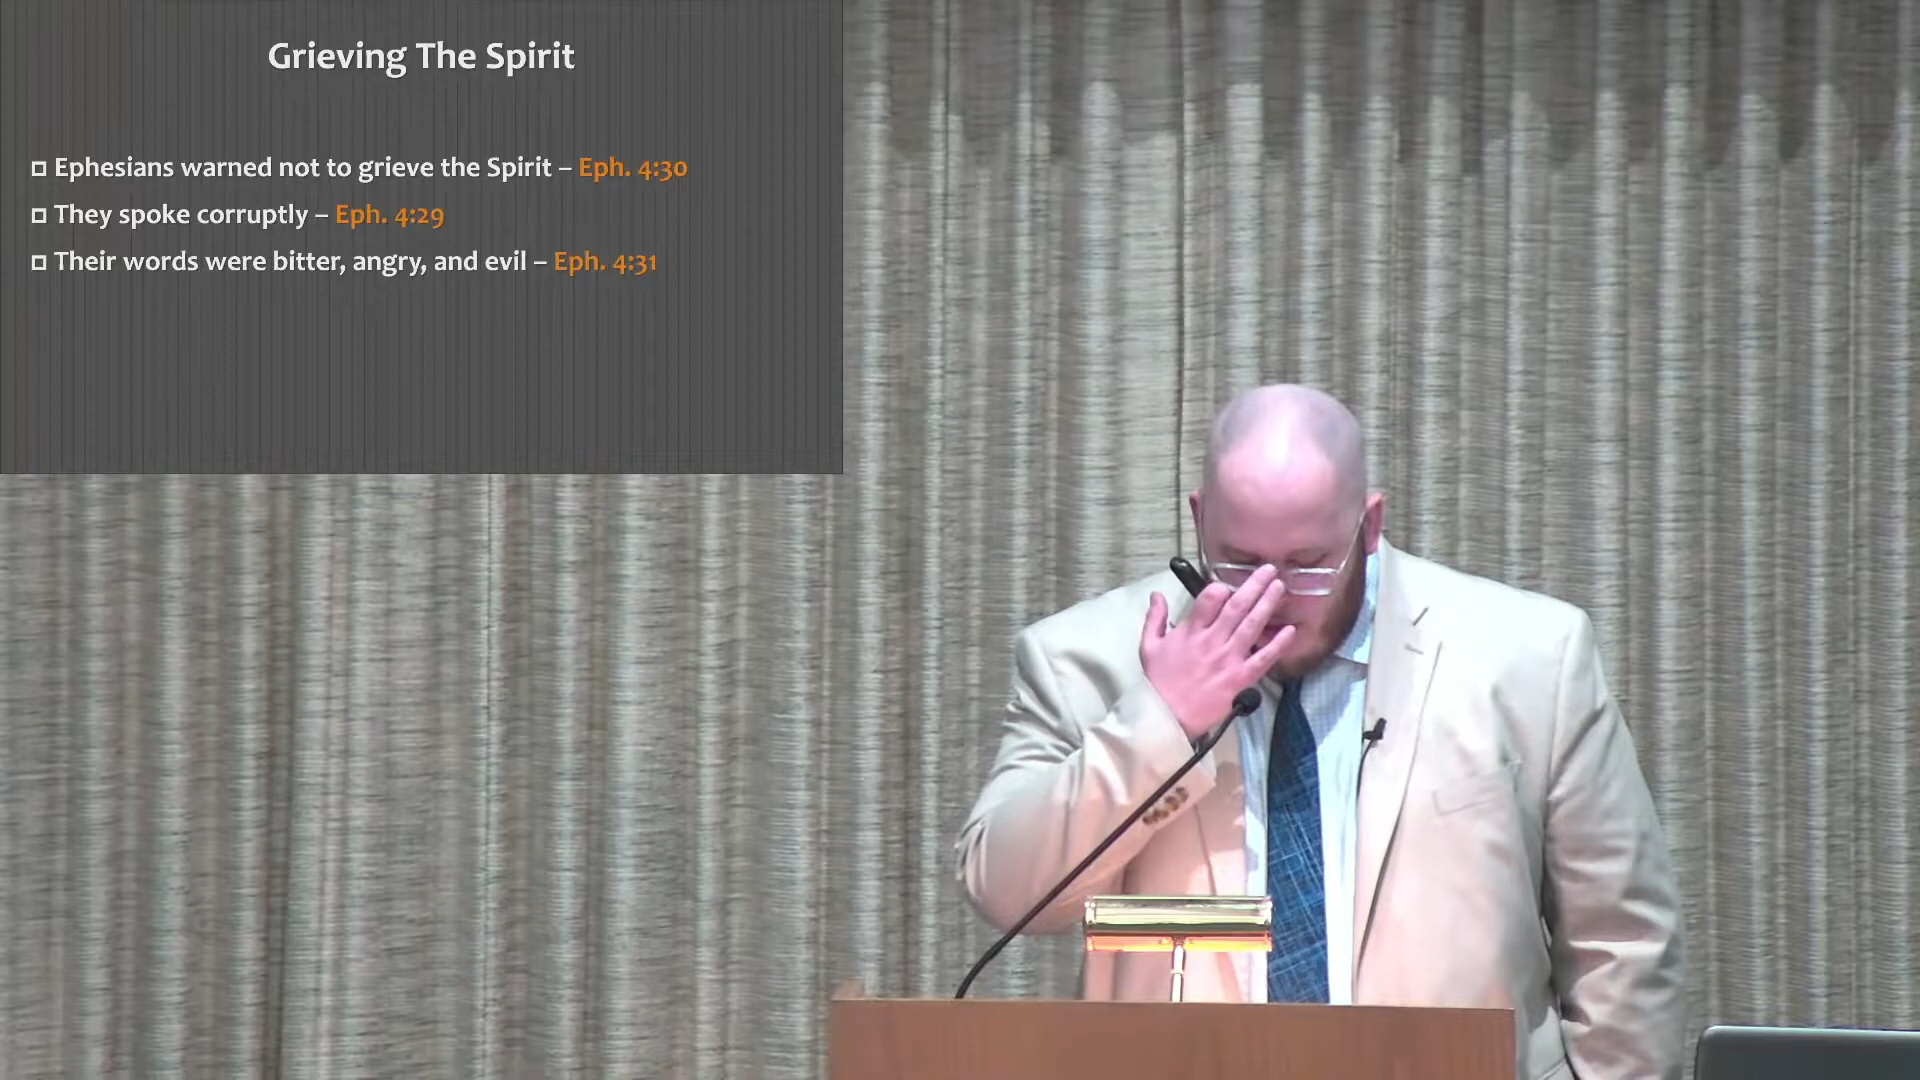 Grieving The Spirit
Ephesians warned not to grieve the Spirit – Eph. 4:30
They spoke corruptly – Eph. 4:29
Their words were bitter, angry, and evil – Eph. 4:31